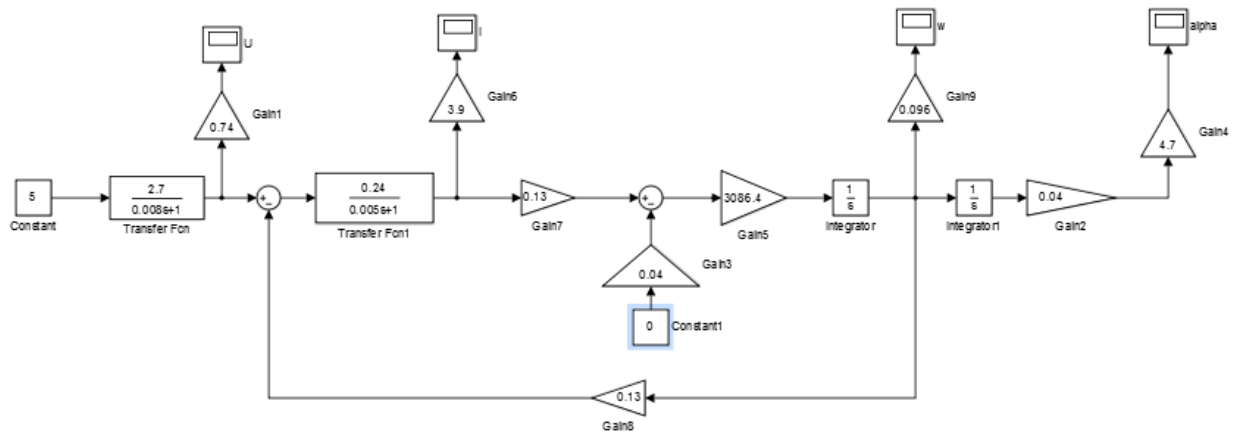 U
I
w
alpha
Gain1
0.74
Gain6
3.9
Gain9
0.096
Gain4
4.7
5
Constant
2.7
0.008s+1
Transfer Fcn
+
-
0.24
0.005s+1
Transfer Fcn1
0.13
Gain7
+
-
3086.4
Gain5
1
s
Integrator
1
s
Integrator1
0.04
Gain2
Gain3
0.04
0
Constant1
0.13
Gain8